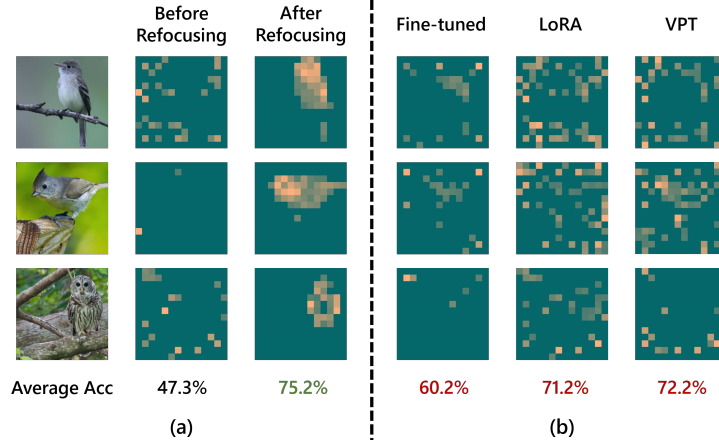 Before
Refocusing
After
Refocusing
Fine-tuned
LoRA
VPT
Average Acc
47.3%
75.2%
60.2%
71.2%
72.2%
(a)
(b)